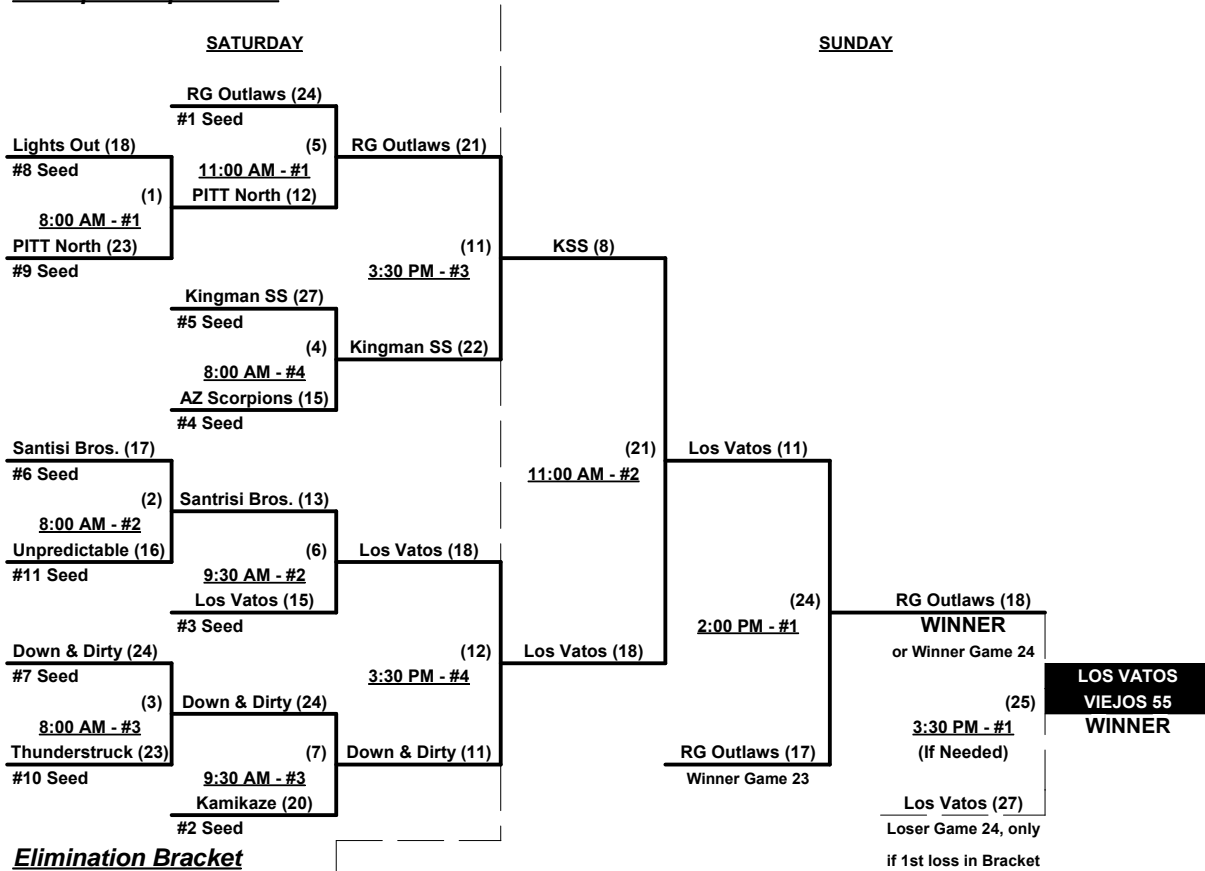 SATURDAY
SUNDAY
RG Outlaws (24)
#1 Seed
Lights Out (18)
#8 Seed
(5)
11:00 AM - #1
RG Outlaws (21)
(1)
8:00 AM - #1
PITT North (12)
PITT North (23)
#9 Seed
(11)
3:30 PM - #3
KSS (8)
Kingman SS (27)
#5 Seed
(4)
8:00 AM - #4
Kingman SS (22)
AZ Scorpions (15)
#4 Seed
Santisi Bros. (17)
#6 Seed
(21)
11:00 AM - #2
Los Vatos (11)
(2)
8:00 AM - #2
Santrisi Bros. (13)
Unpredictable (16)
#11 Seed
(6)
9:30 AM - #2
Los Vatos (18)
Los Vatos (15)
#3 Seed
(24)
2:00 PM - #1
RG Outlaws (18)
WINNER
or Winner Game 24
Down & Dirty (24)
#7 Seed
(12)
3:30 PM - #4
Los Vatos (18)
LOS VATOS
VIEJOS 55
WINNER
(3)
8:00 AM - #3
Down & Dirty (24)
(25)
3:30 PM - #1
(If Needed)
Thunderstruck (23)
#10 Seed
(7)
9:30 AM - #3
Down & Dirty (11)
RG Outlaws (17)
Winner Game 23
Kamikaze (20)
#2 Seed
Los Vatos (27)
Loser Game 24, only
if 1st loss in Bracket
Elimination Bracket